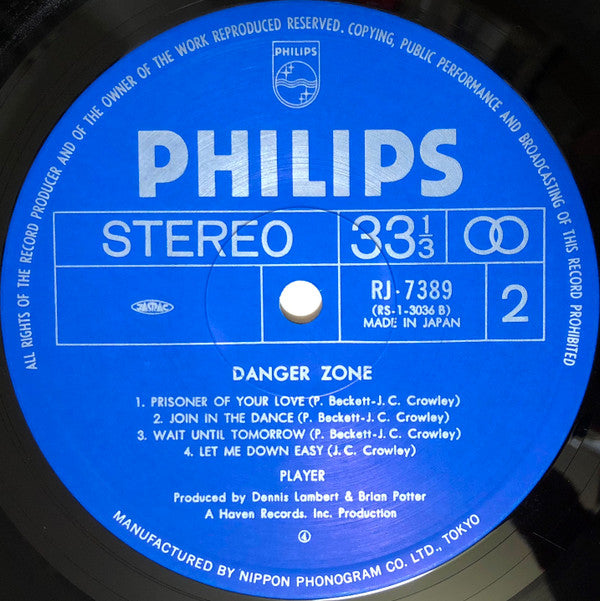 ALL RIGHTS OF THE RECORD PRODUCER AND OF THE OWNER OF THE WORK REPRODUCED RESERVED. COPYING, PUBLIC PERFORMANCE AND BROADCASTING OF THIS RECORD PROHIBITED
PHILIPS
PHILIPS
STEREO 33 1/3
JASRAC
RJ-7389
(RS-1-3036 B)
MADE IN JAPAN
2
DANGER ZONE
1. PRISONER OF YOUR LOVE (P. Beckett-J. C. Crowley)
2. JOIN IN THE DANCE (P. Beckett-J. C. Crowley)
3. WAIT UNTIL TOMORROW (P. Beckett-J. C. Crowley)
4. LET ME DOWN EASY (J. C. Crowley)
PLAYER
Produced by Dennis Lambert & Brian Potter
A Haven Records. Inc. Production
④
MANUFACTURED BY NIPPON PHONOGRAM CO. LTD., TOKYO